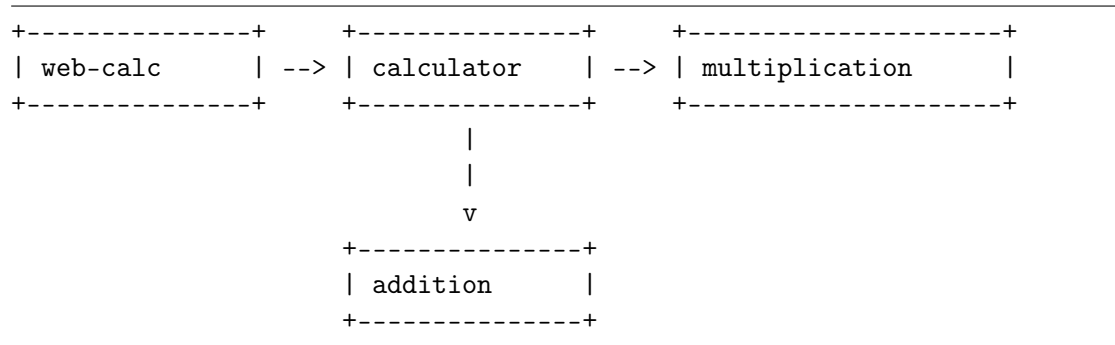 +---------------+     +---------------+     +---------------------+
| web-calc      | --> | calculator    | --> | multiplication      |
+---------------+     +---------------+     +---------------------+
                              |
                              |
                              v
                      +---------------+
                      | addition      |
                      +---------------+